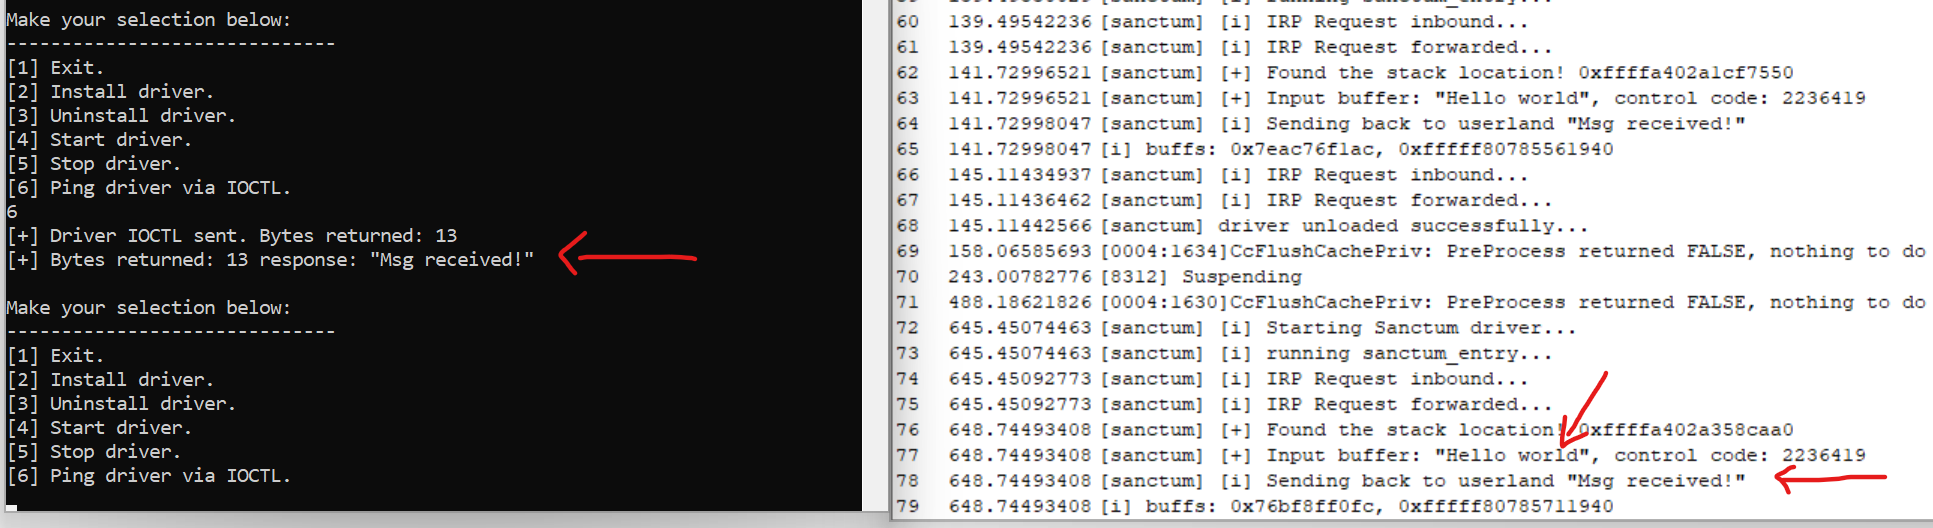 Make your selection below:
------------------------------
[1] Exit.
[2] Install driver.
[3] Uninstall driver.
[4] Start driver.
[5] Stop driver.
[6] Ping driver via IOCTL.
6
[+] Driver IOCTL sent. Bytes returned: 13
[+] Bytes returned: 13 response: "Msg received!"
Make your selection below:
------------------------------
[1] Exit.
[2] Install driver.
[3] Uninstall driver.
[4] Start driver.
[5] Stop driver.
[6] Ping driver via IOCTL.
60 139.49542236 [sanctum] [i] IRP Request inbound...
61 139.49542236 [sanctum] [i] IRP Request forwarded...
62 141.72996521 [sanctum] [+] Found the stack location! 0xffffa402a1cf7550
63 141.72996521 [sanctum] [+] Input buffer: "Hello world", control code: 2236419
64 141.72998047 [sanctum] [i] Sending back to userland "Msg received!"
65 141.72998047 [i] buffs: 0x7eac76f1ac, 0xfffff80785561940
66 145.11434937 [sanctum] [i] IRP Request inbound...
67 145.11436462 [sanctum] [i] IRP Request forwarded...
68 145.11442566 [sanctum] driver unloaded successfully...
69 158.06585693 [0004:1634]CcFlushCachePriv: PreProcess returned FALSE, nothing to do
70 243.00782776 [8312] Suspending
71 488.18621826 [0004:1630]CcFlushCachePriv: PreProcess returned FALSE, nothing to do
72 645.45074463 [sanctum] [i] Starting Sanctum driver...
73 645.45074463 [sanctum] [i] running sanctum_entry...
74 645.45092773 [sanctum] [i] IRP Request inbound...
75 645.45092773 [sanctum] [i] IRP Request forwarded...
76 648.74493408 [sanctum] [+] Found the stack location! 0xffffa402a358caa0
77 648.74493408 [sanctum] [+] Input buffer: "Hello world", control code: 2236419
78 648.74493408 [sanctum] [i] Sending back to userland "Msg received!"
79 648.74493408 [i] buffs: 0x76bf8ff0fc, 0xfffff80785711940